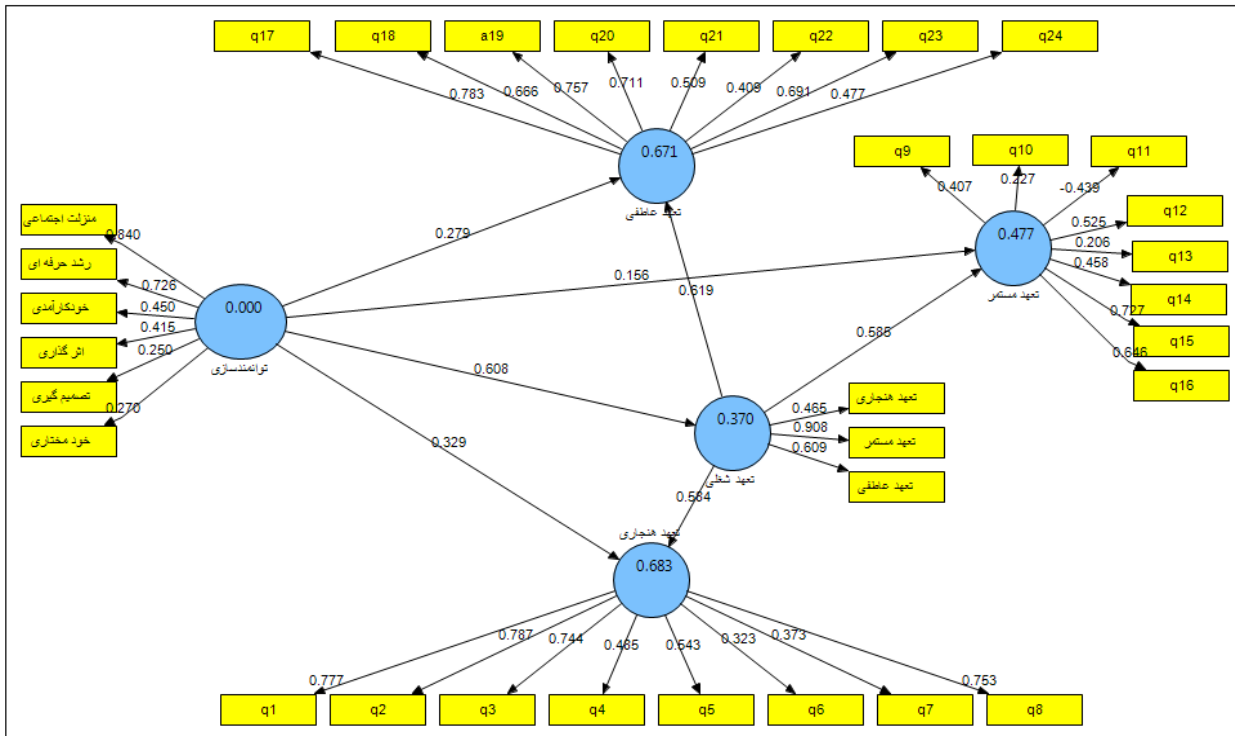 q17 q18 a19 q20 q21 q22 q23 q24
0.783 0.666 0.757 0.711 0.509 0.409 0.691 0.477
0.671
تعهد عاطفی
q9 q10 q11
0.407 0.227 -0.439
q12
0.525
q13
0.206
q14
0.458
q15
0.727
q16
0.646
0.477
تعهد مستمر
منزلت اجتماعی
0.840
رشد حرفه ای
0.726
خودکارآمدی
0.450
اثر گذاری
0.415
تصمیم گیری
0.250
خود مختاری
0.270
0.000
توانمندسازی
0.279
0.156
0.619
0.585
0.608
0.329
0.370
تعهد شغلی
تعهد هنجاری
0.465
تعهد مستمر
0.908
تعهد عاطفی
0.609
تعهد هنجاری
0.683
0.777 0.787 0.744 0.323 0.373 0.753
q1 q2 q3 q4 q5 q6 q7 q8